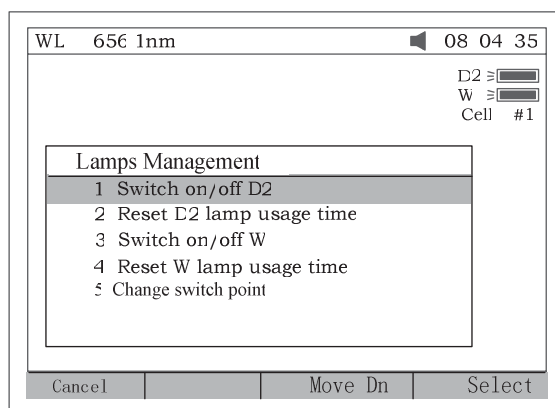 WL 656 1nm 08 04 35
D2
W
Cell #1
Lamps Management
1 Switch on/off D2
2 Reset D2 lamp usage time
3 Switch on/off W
4 Reset W lamp usage time
5 Change switch point
Cancel Move Dn Select